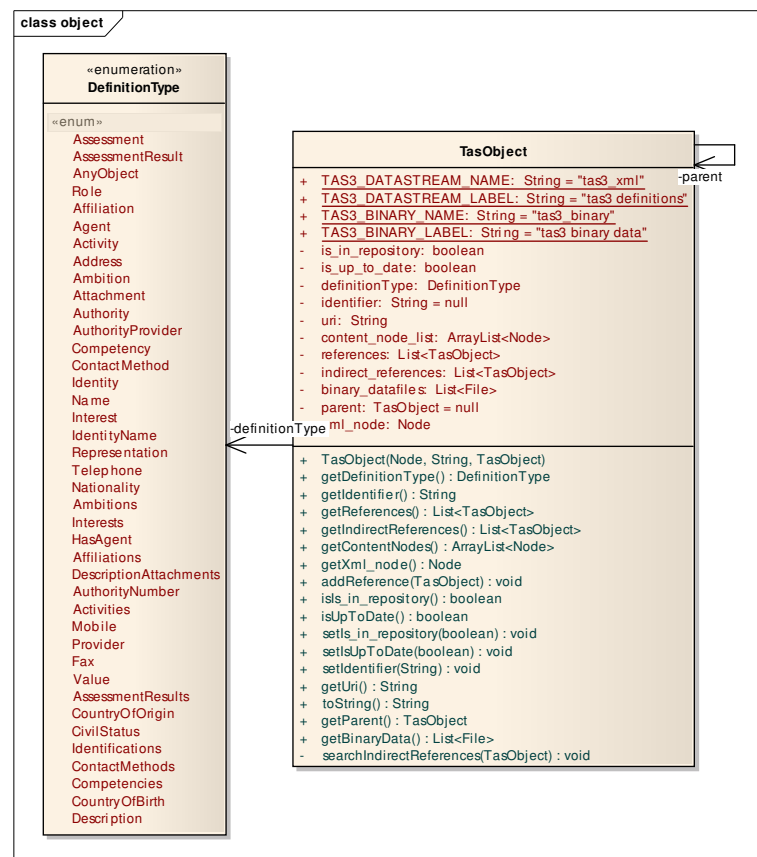 class object
«enumeration»
DefinitionType
«enum»
Assessment
AssessmentResult
AnyObject
Role
Affiliation
Agent
Activity
Address
Ambition
Attachment
Authority
AuthorityProvider
Competency
ContactMethod
Identity
Name
Interest
IdentityName
Representation
Telephone
Nationality
Ambitions
Interests
HasAgent
Affiliations
DescriptionAttachments
AuthorityNumber
Activities
Mobile
Provider
Fax
Value
AssessmentResults
CountryOfOrigin
CivilStatus
Identifications
ContactMethods
Competencies
CountryOfBirth
Description
-definitionType
TasObject
-parent
+ TAS3_DATASTREAM_NAME: String = "tas3_xml"
+ TAS3_DATASTREAM_LABEL: String = "tas3 definitions"
+ TAS3_BINARY_NAME: String = "tas3_binary"
+ TAS3_BINARY_LABEL: String = "tas3 binary data"
- is_in_repository: boolean
- is_up_to_date: boolean
- definitionType: DefinitionType
- identifier: String = null
- uri: String
- content_node_list: ArrayList<Node>
- references: List<TasObject>
- indirect_references: List<TasObject>
- binary_datafiles: List<File>
- parent: TasObject = null
ml_node: Node
+ TasObject(Node, String, TasObject)
+ getDefinitionType() : DefinitionType
+ getIdentifier() : String
+ getReferences() : List<TasObject>
+ getIndirectReferences() : List<TasObject>
+ getContentNodes() : ArrayList<Node>
+ getXml_node() : Node
+ addReference(TasObject) : void
+ isIs_in_repository() : boolean
+ isUpToDate() : boolean
+ setIs_in_repository(boolean) : void
+ setIsUpToDate(boolean) : void
+ setIdentifier(String) : void
+ getUri() : String
+ toString() : String
+ getParent() : TasObject
+ getBinaryData() : List<File>
- searchIndirectReferences(TasObject) : void